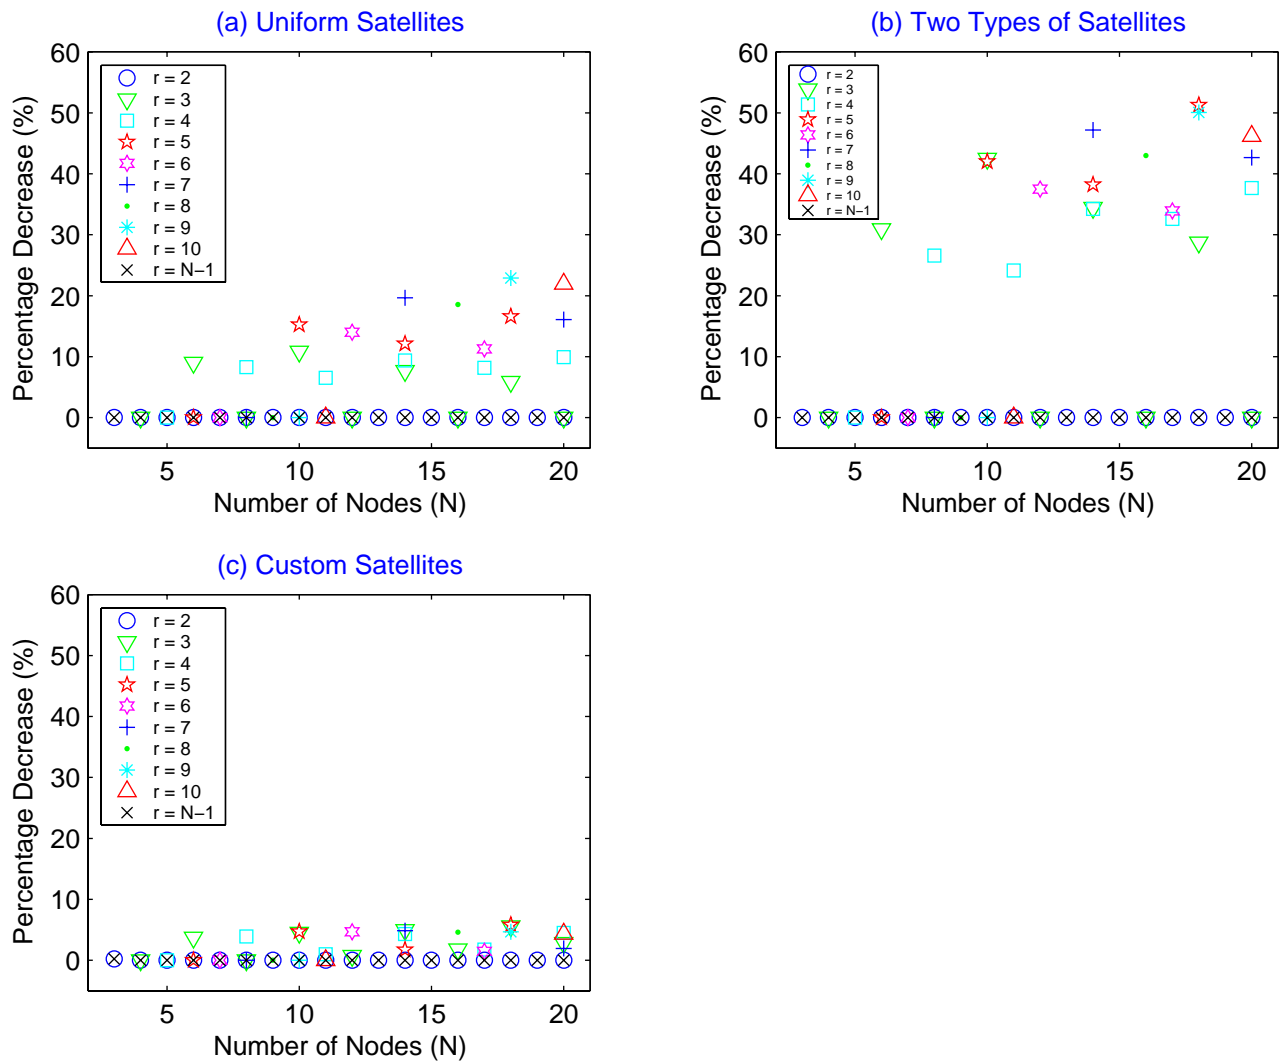 (a) Uniform Satellites
60
50
40
30
20
10
0
Percentage Decrease (%)
r = 2
r = 3
r = 4
r = 5
r = 6
r = 7
r = 8
r = 9
r = 10
r = N−1
5
10
15
20
Number of Nodes (N)
(b) Two Types of Satellites
60
50
40
30
20
10
0
Percentage Decrease (%)
r = 2
r = 3
r = 4
r = 5
r = 6
r = 7
r = 8
r = 9
r = 10
r = N−1
5
10
15
20
Number of Nodes (N)
(c) Custom Satellites
60
50
40
30
20
10
0
Percentage Decrease (%)
r = 2
r = 3
r = 4
r = 5
r = 6
r = 7
r = 8
r = 9
r = 10
r = N−1
5
10
15
20
Number of Nodes (N)